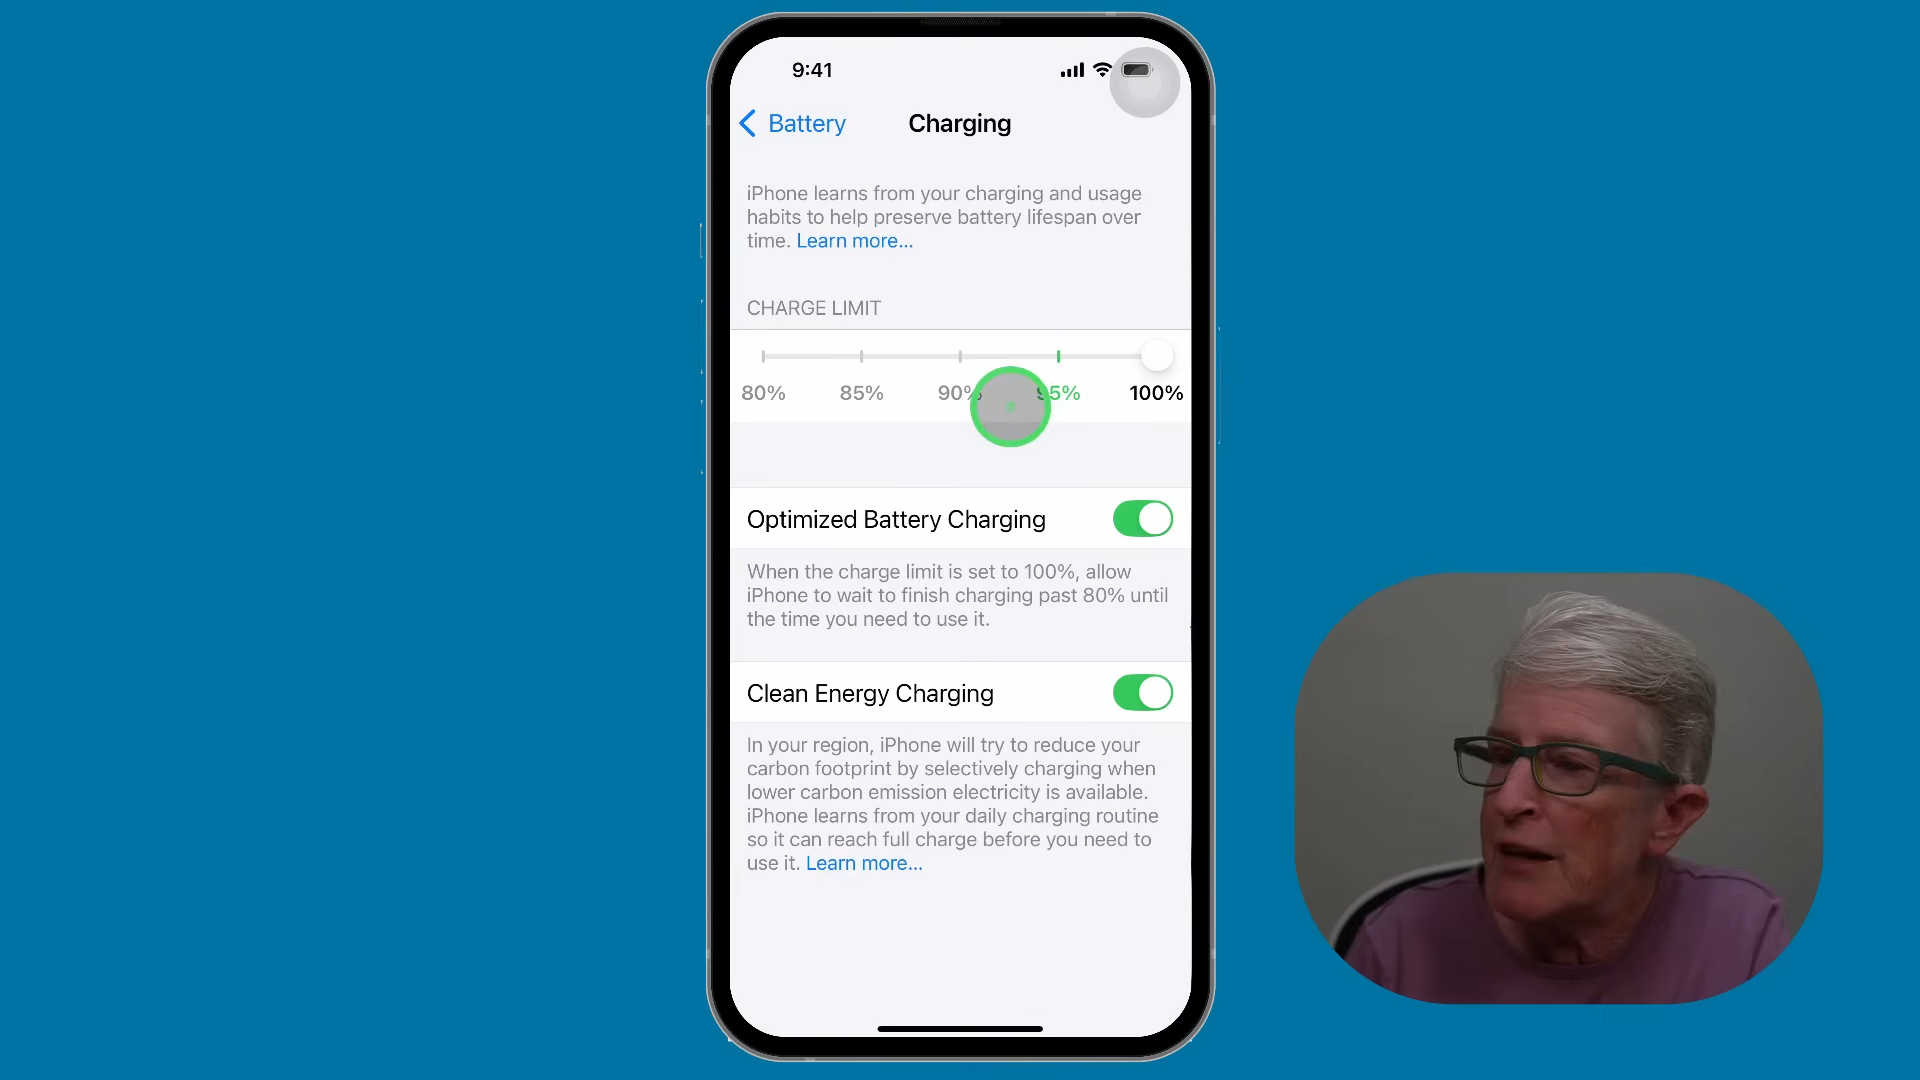 9:41
Battery
Charging
iPhone learns from your charging and usage
habits to help preserve battery lifespan over
time. Learn more...
CHARGE LIMIT
80% 85% 90% 95% 100%
Optimized Battery Charging
When the charge limit is set to 100%, allow
iPhone to wait to finish charging past 80% until
the time you need to use it.
Clean Energy Charging
In your region, iPhone will try to reduce your
carbon footprint by selectively charging when
lower carbon emission electricity is available.
iPhone learns from your daily charging routine
so it can reach full charge before you need to
use it. Learn more...